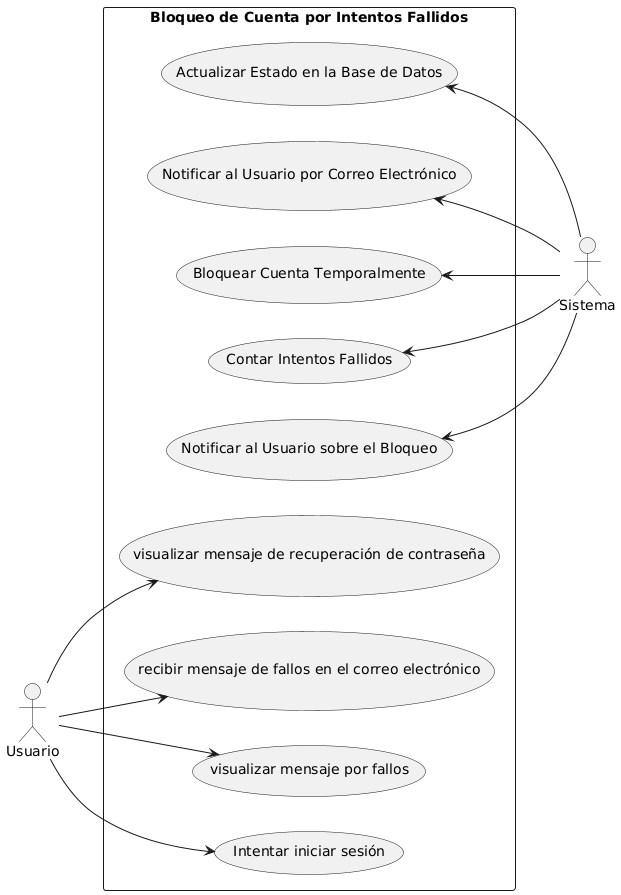 Bloqueo de Cuenta por Intentos Fallidos
Actualizar Estado en la Base de Datos
Notificar al Usuario por Correo Electrónico
Bloquear Cuenta Temporalmente
Sistema
Contar Intentos Fallidos
Notificar al Usuario sobre el Bloqueo
visualizar mensaje de recuperación de contraseña
recibir mensaje de fallos en el correo electrónico
Usuario
visualizar mensaje por fallos
Intentar iniciar sesión